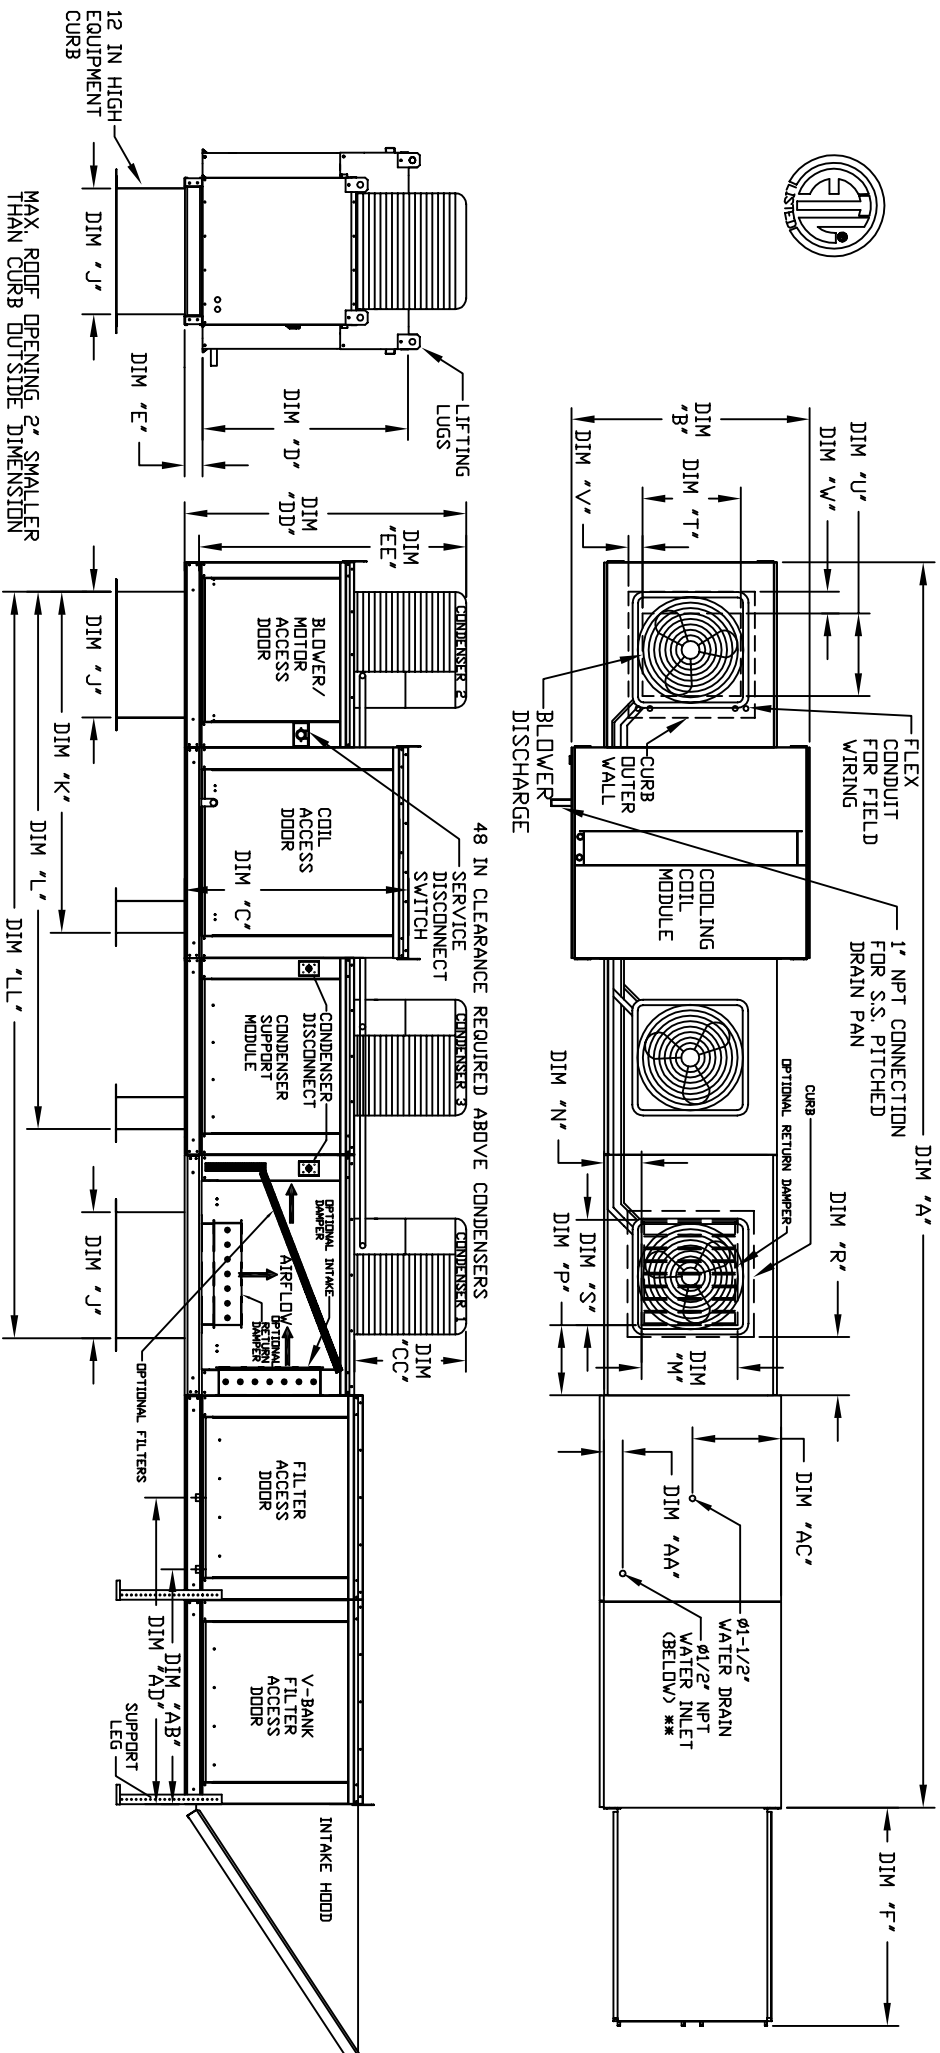 LISTED
DIM "A"
DIM "F"
DIM "U"
DIM "W"
DIM
"B"
DIM "T"
DIM "V"
FLEX
CONDUIT
FOR FIELD
WIRING
CURB
OUTER
WALL
BLOWER
DISCHARGE
1" NPT CONNECTION
FOR S.S. PITCHED
DRAIN PAN
COOLING
COIL
MODULE
CURB
OPTIONAL RETURN DAMPER
DIM "N"
DIM "R"
DIM "P"
DIM "S"
DIM "M"
DIM "AC"
DIM "AA"
Ø1-1/2"
WATER DRAIN
Ø1/2" NPT
WATER INLET
(BELOW) **
LIFTING
LUGS
DIM "D"
DIM "E"
DIM "J"
12 IN HIGH
EQUIPMENT
CURB
MAX. ROOF OPENING 2" SMALLER
THAN CURB OUTSIDE DIMENSION
48 IN CLEARANCE REQUIRED ABOVE CONDENSERS
SERVICE
DISCONNECT
SWITCH
DIM
"DD"
DIM
"EE"
CONDENSER 2
CONDENSER 3
CONDENSER 1
DIM
"CC"
BLOWER/
MOTOR
ACCESS
DOOR
COIL
ACCESS
DOOR
DIM "C"
CONDENSER
DISCONNECT
CONDENSER
SUPPORT
MODULE
OPTIONAL INTAKE
DAMPER
AIRFLOW
OPTIONAL
RETURN
DAMPER
OPTIONAL FILTERS
FILTER
ACCESS
DOOR
V-BANK
FILTER
ACCESS
DOOR
INTAKE HOOD
SUPPORT
LEG
DIM "AB"
DIM "AD"
DIM "J"
DIM "J"
DIM "K"
DIM "L"
DIM "LL"